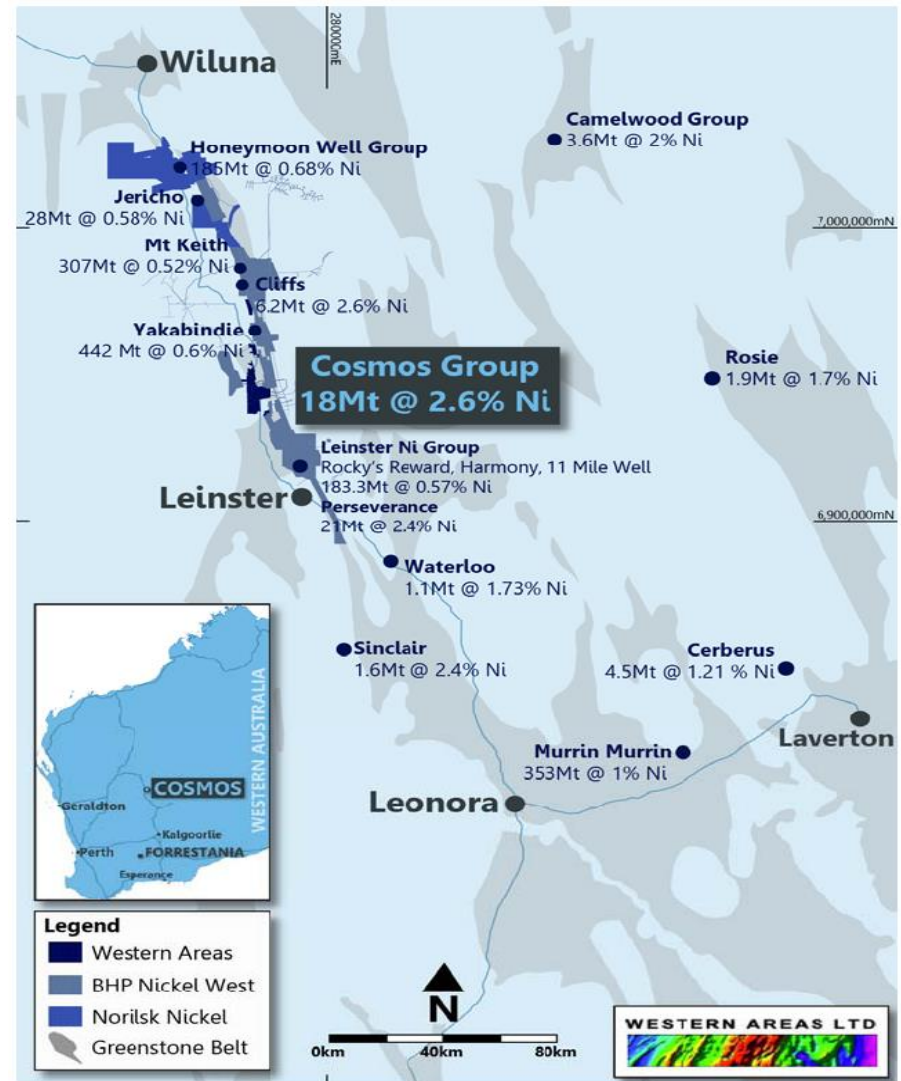 280000mE
Wiluna
Camelwood Group
3.6Mt @ 2% Ni
Honeymoon Well Group
185Mt @ 0.68% Ni
Jericho
28Mt @ 0.58% Ni
7,000,000mN
Mt Keith
307Mt @ 0.52% Ni
Cliffs
6.2Mt @ 2.6% Ni
Yakabindie
442 Mt @ 0.6% Ni
Cosmos Group
18Mt @ 2.6% Ni
Rosie
1.9Mt @ 1.7% Ni
Leinster Ni Group
Rocky's Reward, Harmony, 11 Mile Well
183.3Mt @ 0.57% Ni
Leinster
Perseverance
21Mt @ 2.4% Ni
6,900,000mN
Waterloo
1.1Mt @ 1.73% Ni
Sinclair
1.6Mt @ 2.4% Ni
Cerberus
4.5Mt @ 1.21 % Ni
Laverton
Murrin Murrin
353Mt @ 1% Ni
Leonora
WESTERN AUSTRALIA
COSMOS
Geraldton
Kalgoorlie
Perth
FORRESTANIA
Esperance
Legend
Western Areas
BHP Nickel West
Norilsk Nickel
Greenstone Belt
N
0km 40km 80km
WESTERN AREAS LTD